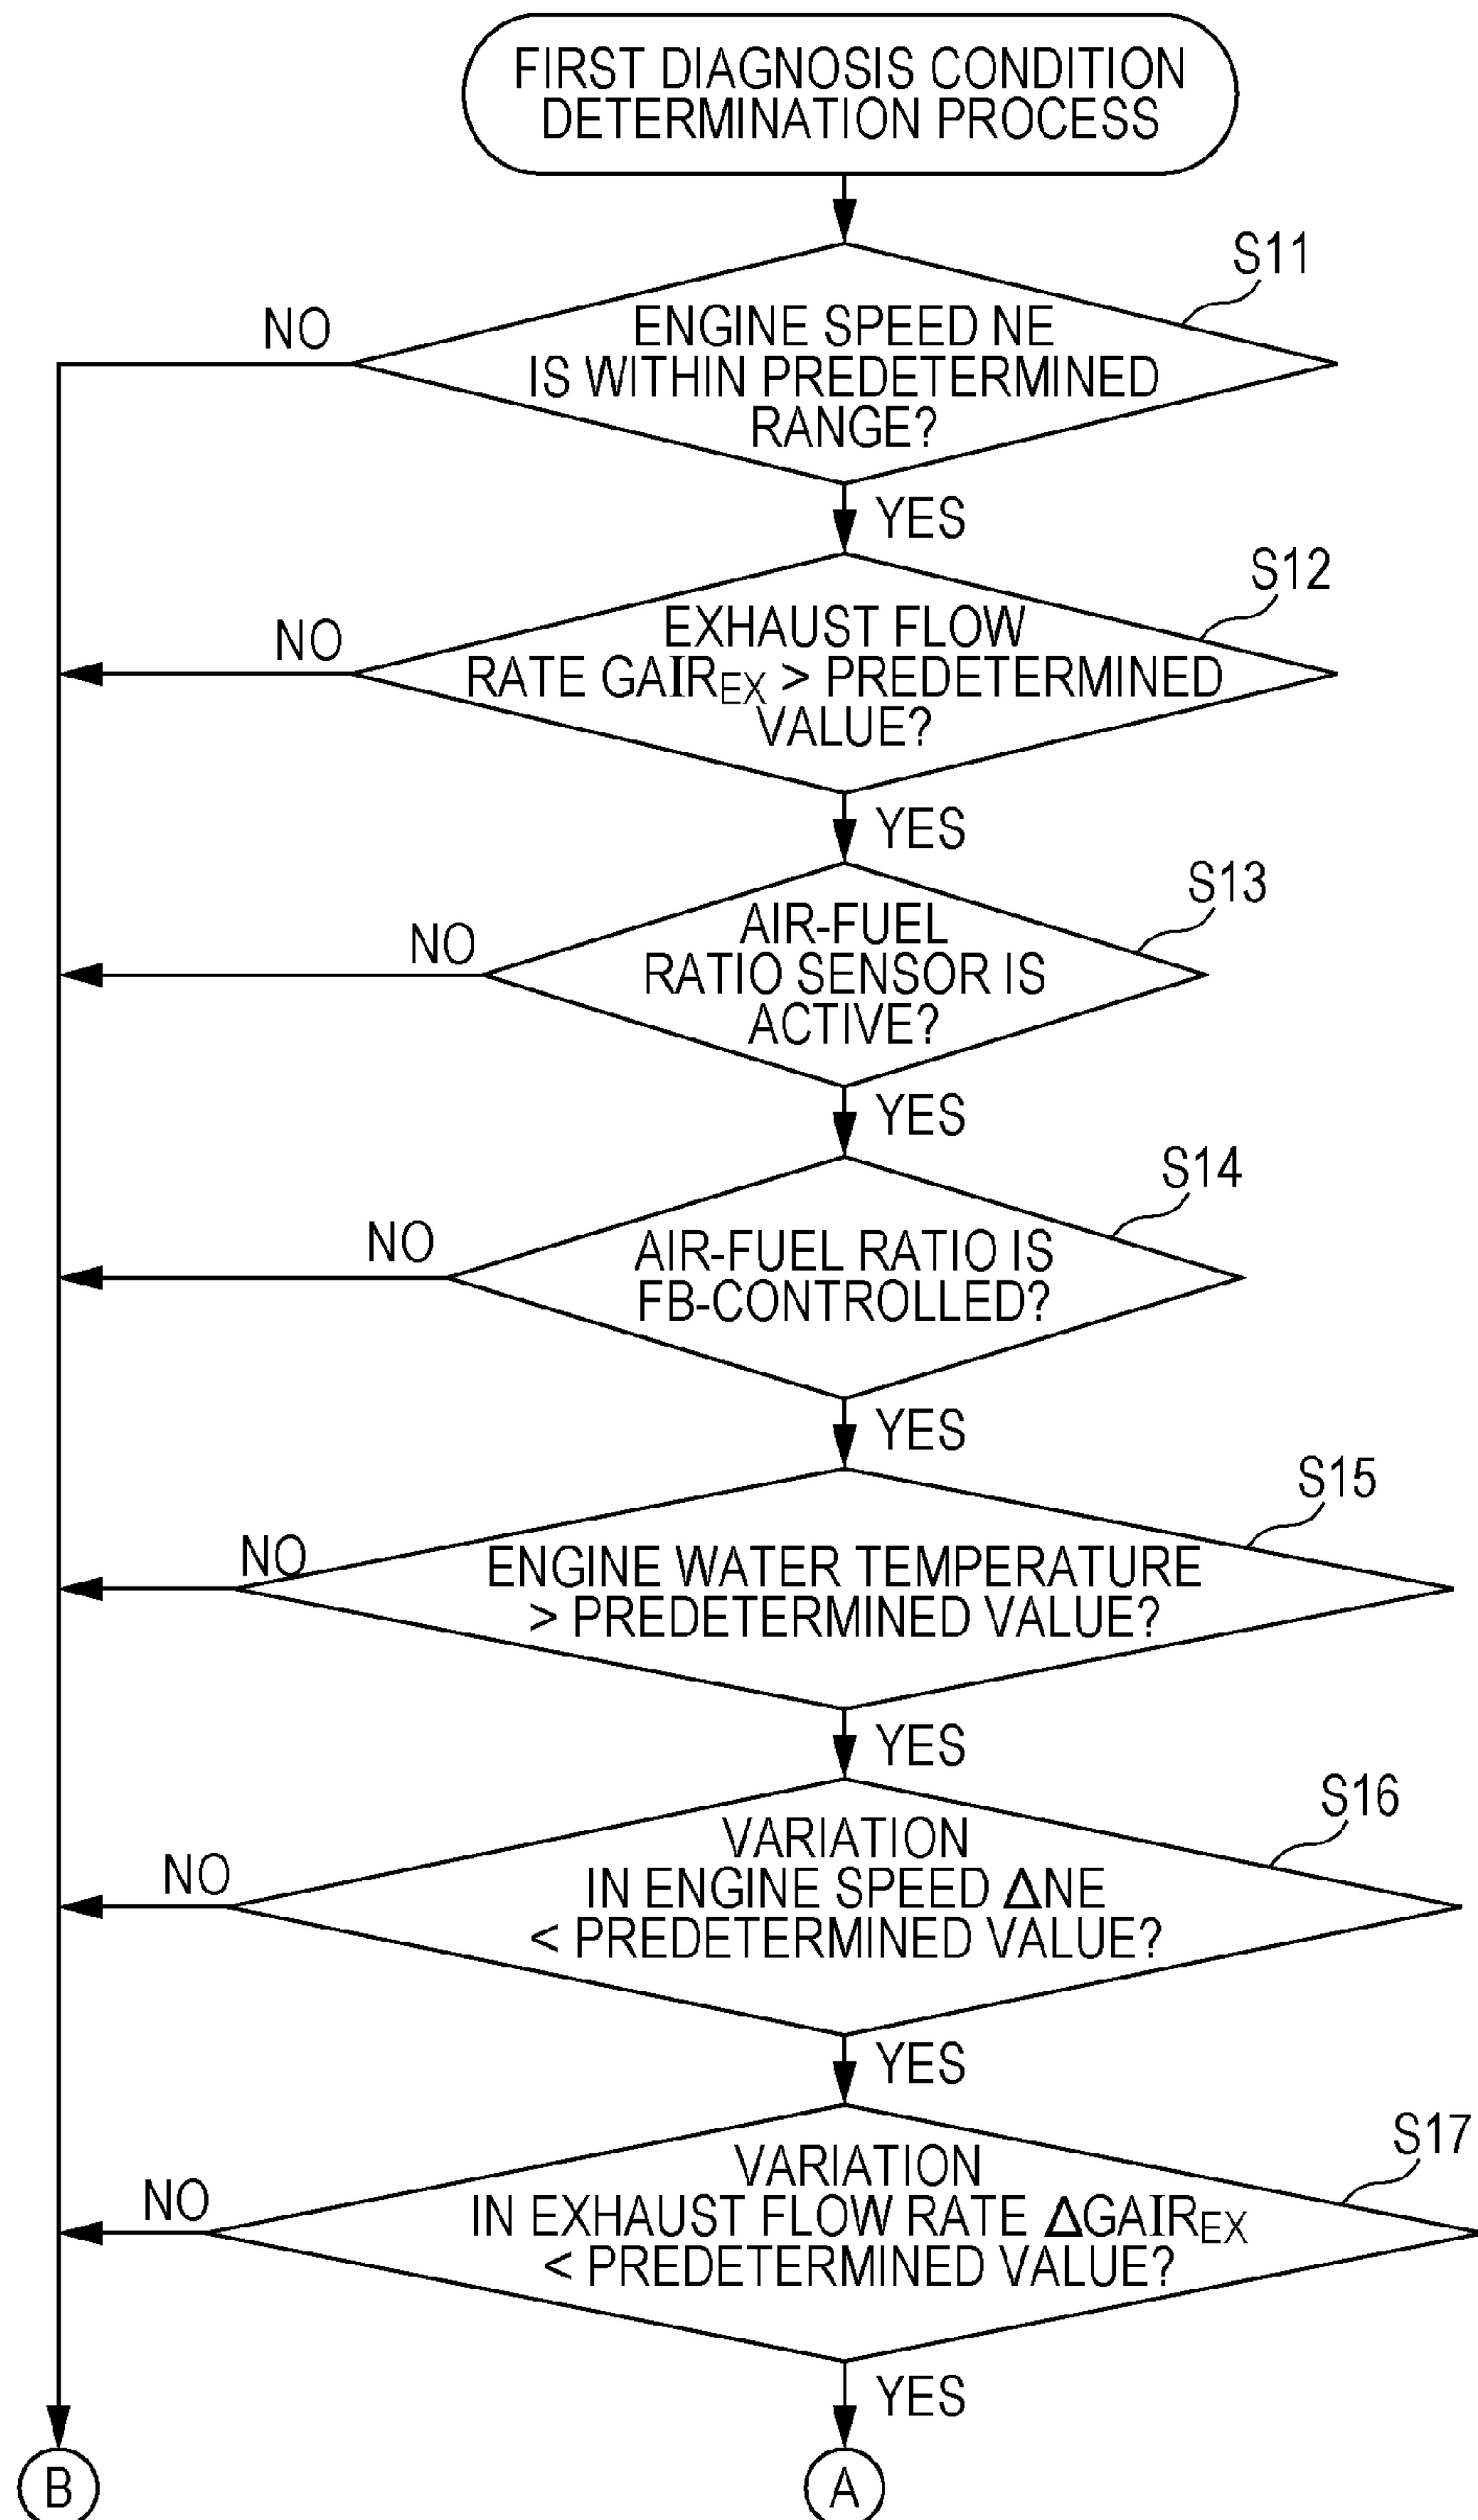 FIRST DIAGNOSIS CONDITION
DETERMINATION PROCESS
S11
NO
ENGINE SPEED NE
IS WITHIN PREDETERMINED
RANGE?
YES
S12
NO
EXHAUST FLOW
RATE GAIR_EX > PREDETERMINED
VALUE?
YES
S13
NO
AIR-FUEL
RATIO SENSOR IS
ACTIVE?
YES
S14
NO
AIR-FUEL RATIO IS
FB-CONTROLLED?
YES
S15
NO
ENGINE WATER TEMPERATURE
> PREDETERMINED VALUE?
YES
S16
NO
VARIATION
IN ENGINE SPEED ΔNE
< PREDETERMINED VALUE?
YES
S17
NO
VARIATION
IN EXHAUST FLOW RATE ΔGAIR_EX
< PREDETERMINED VALUE?
YES
B
A